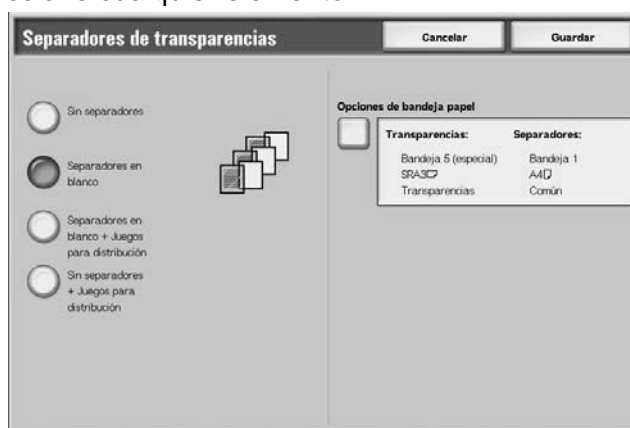 Separadores de transparencias
Cancelar
Guardar
Sin separadores
Separadores en
blanco
Separadores en
blanco + Juegos
para distribución
Sin separadores
+ Juegos para
distribución
Opciones de bandeja papel
Transparencias: Separadores:
Bandeja 5 (especial) Bandeja 1
SRA3 A4
Transparencias Común